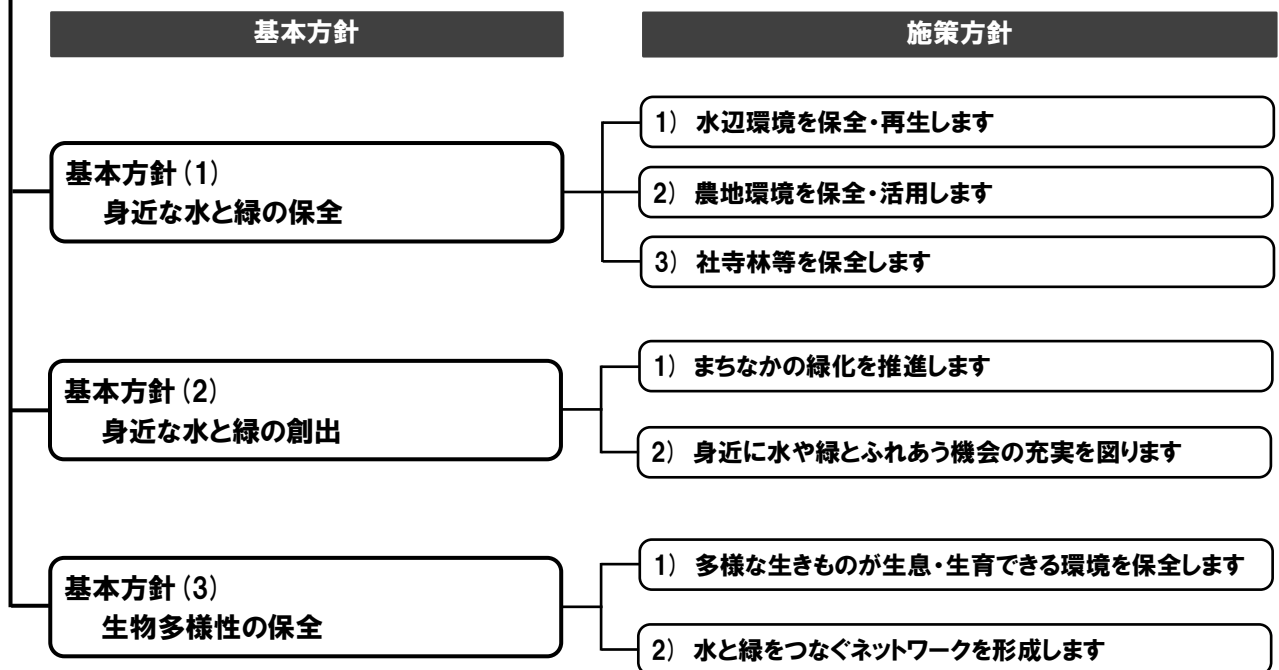 基本方針
施策方針
基本方針(1)
身近な水と緑の保全
1) 水辺環境を保全・再生します
2) 農地環境を保全・活用します
3) 社寺林等を保全します
基本方針(2)
身近な水と緑の創出
1) まちなかの緑化を推進します
2) 身近に水や緑とふれあう機会の充実を図ります
基本方針(3)
生物多様性の保全
1) 多様な生きものが生息・生育できる環境を保全します
2) 水と緑をつなぐネットワークを形成します